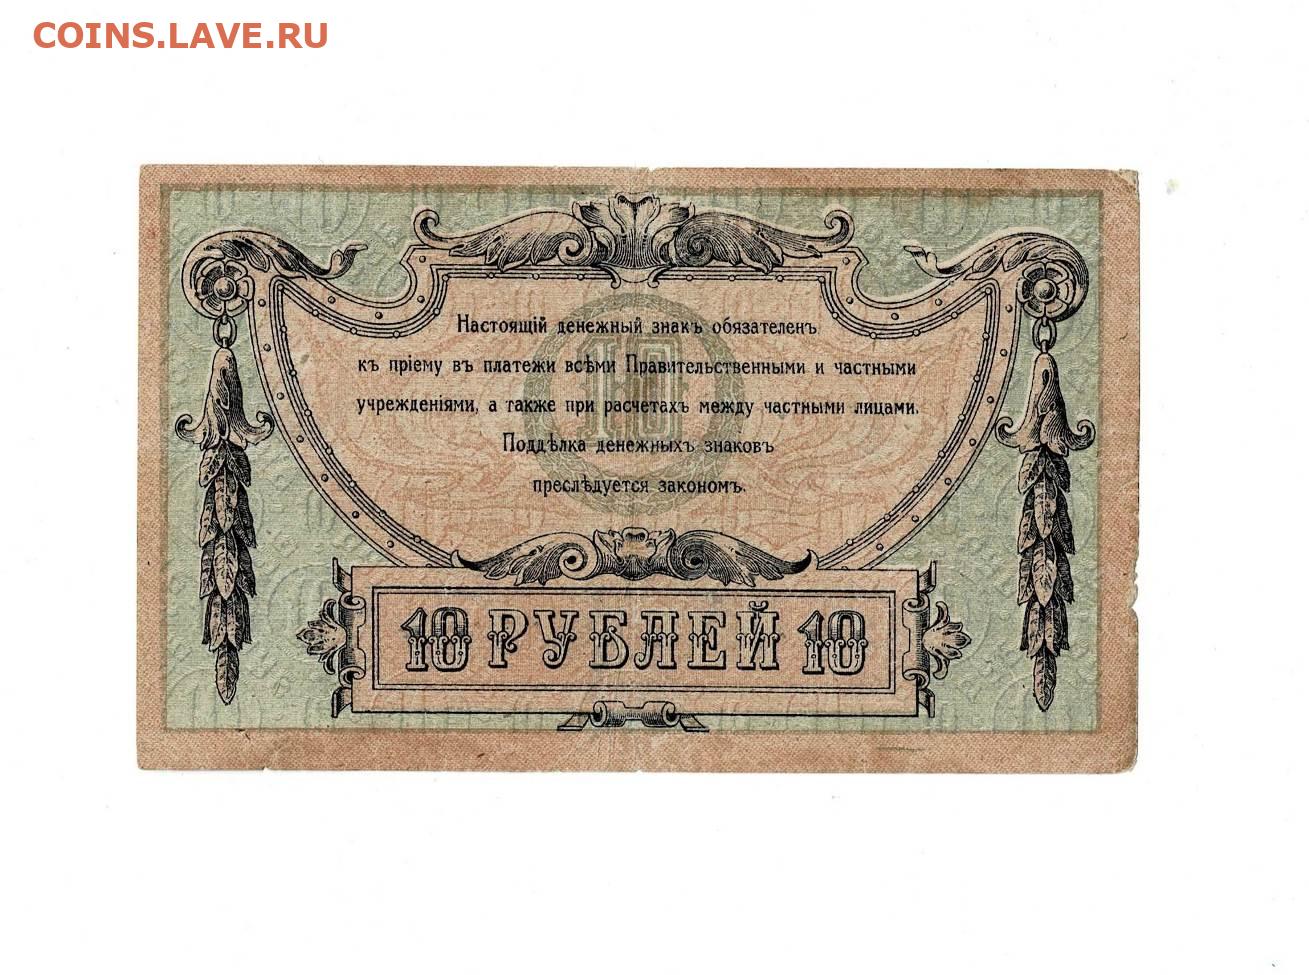 COINS.LAVE.RU
Настоящій денежный знакъ обязателенъ
къ пріему въ платежи всѣми Правительственными и частными
учрежденіями, а также при расчетахъ между частными лицами.
Поддѣлка денежныхъ знаковъ
преслѣдуется закономъ.
10
10 РУБЛЕЙ 10